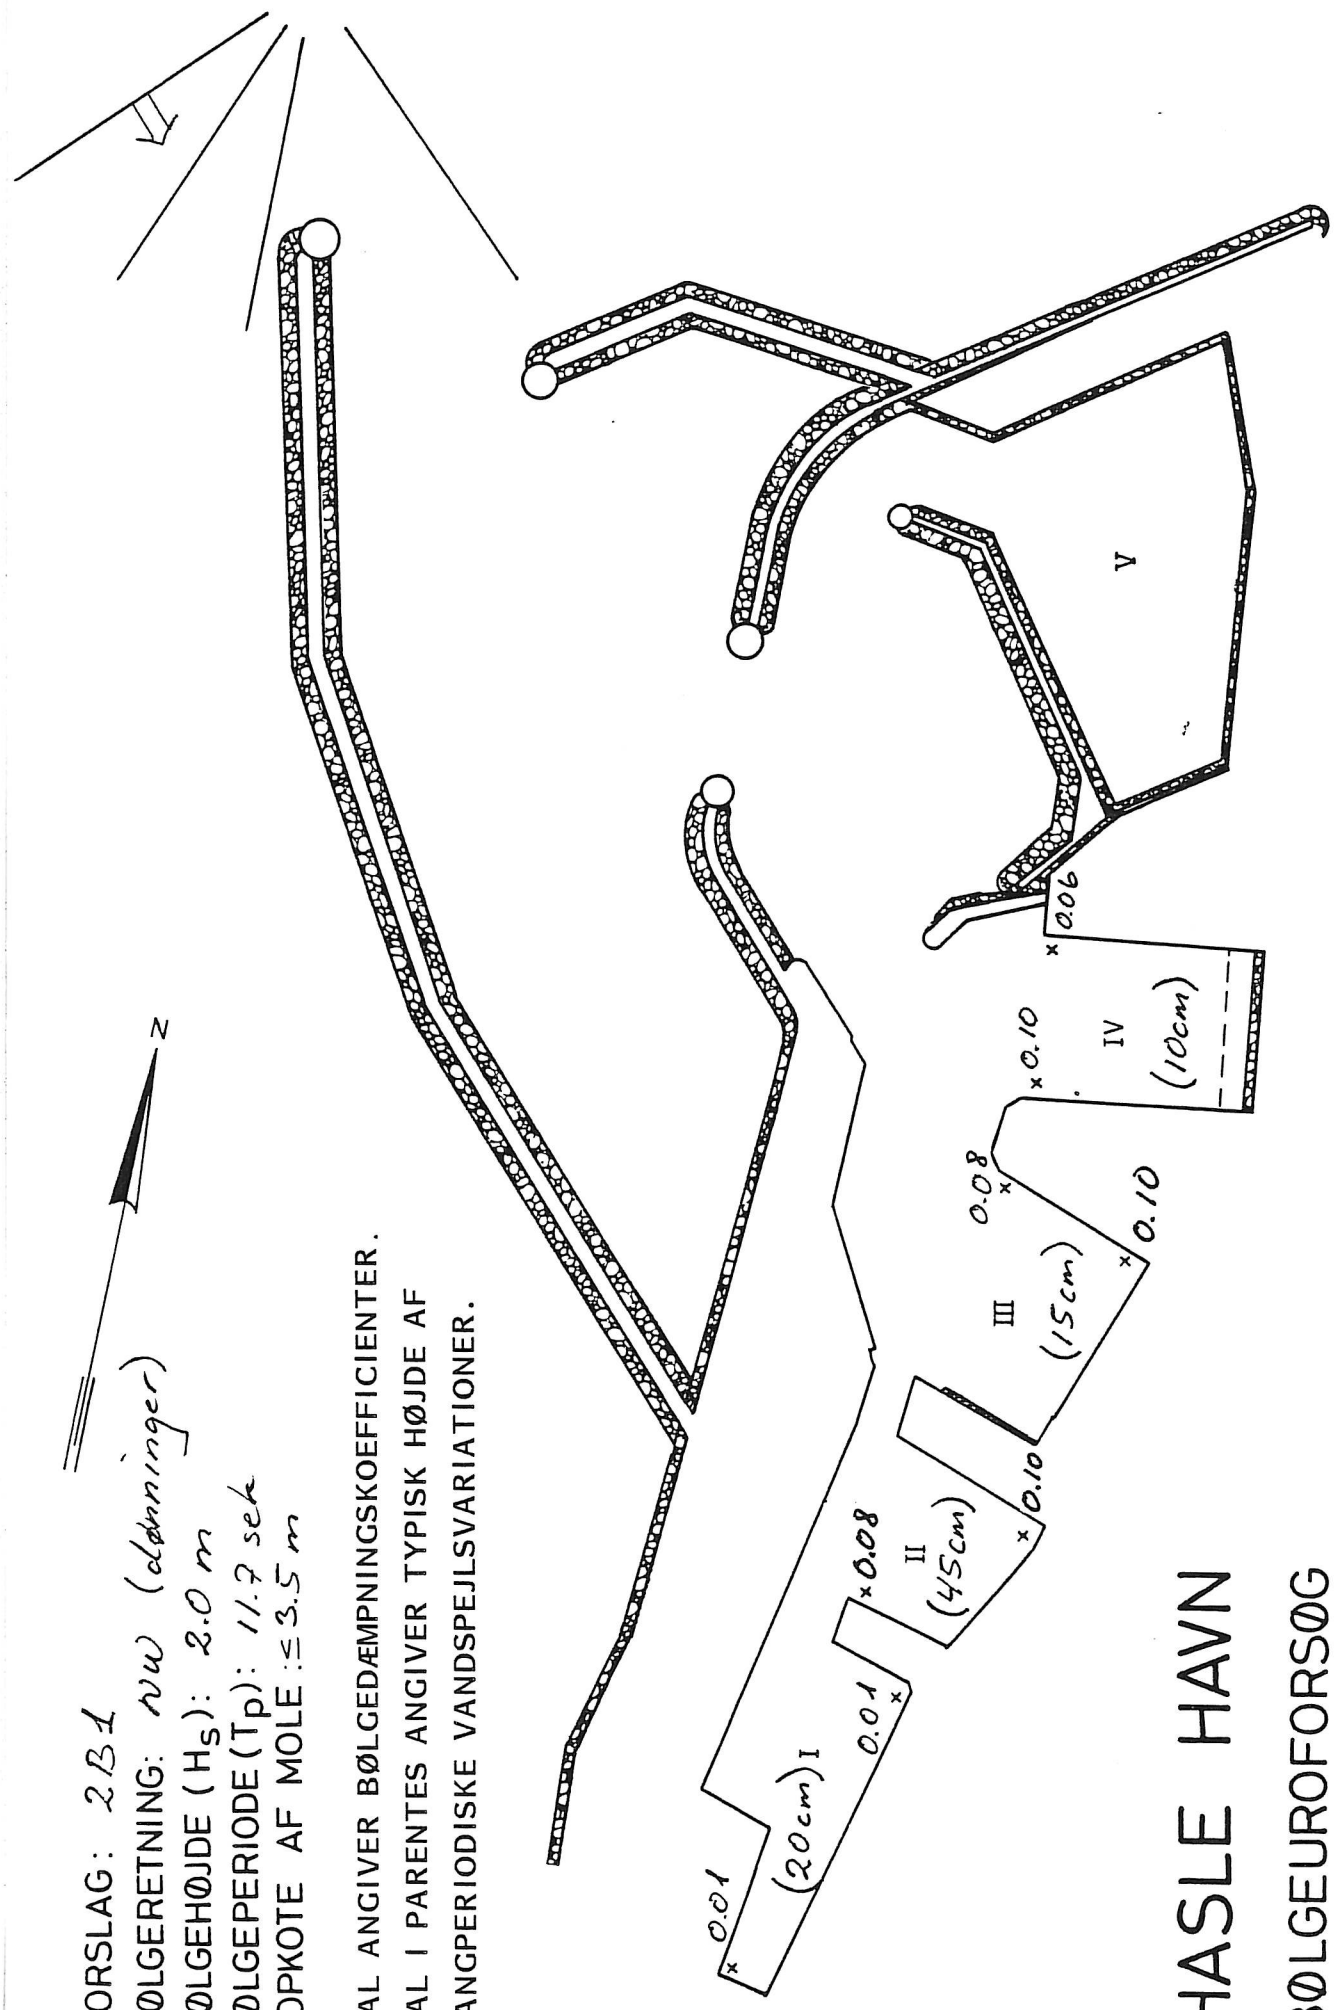 ORSLAG: 2B1
ØLGERETNING: NW (dønninger)
ØLGEHØJDE (Hs): 2.0 m
ØLGEPERIODE (Tp): 11.7 sek
OPKOTE AF MOLE: ≤ 3.5 m
AL ANGIVER BØLGEDÆMPNINGSKOEFFICIENTER.
AL I PARENTES ANGIVER TYPISK HØJDE AF
ANGPERIODISKE VANDSPEJLSVARIATIONER.
N
0.01
(20cm) I
0.01
×0.08
II
(45cm)
0.10
III
(15cm)
0.08
0.10
×0.10
IV
(10cm)
0.06
V
HASLE HAVN
BØLGEUROFORSØG